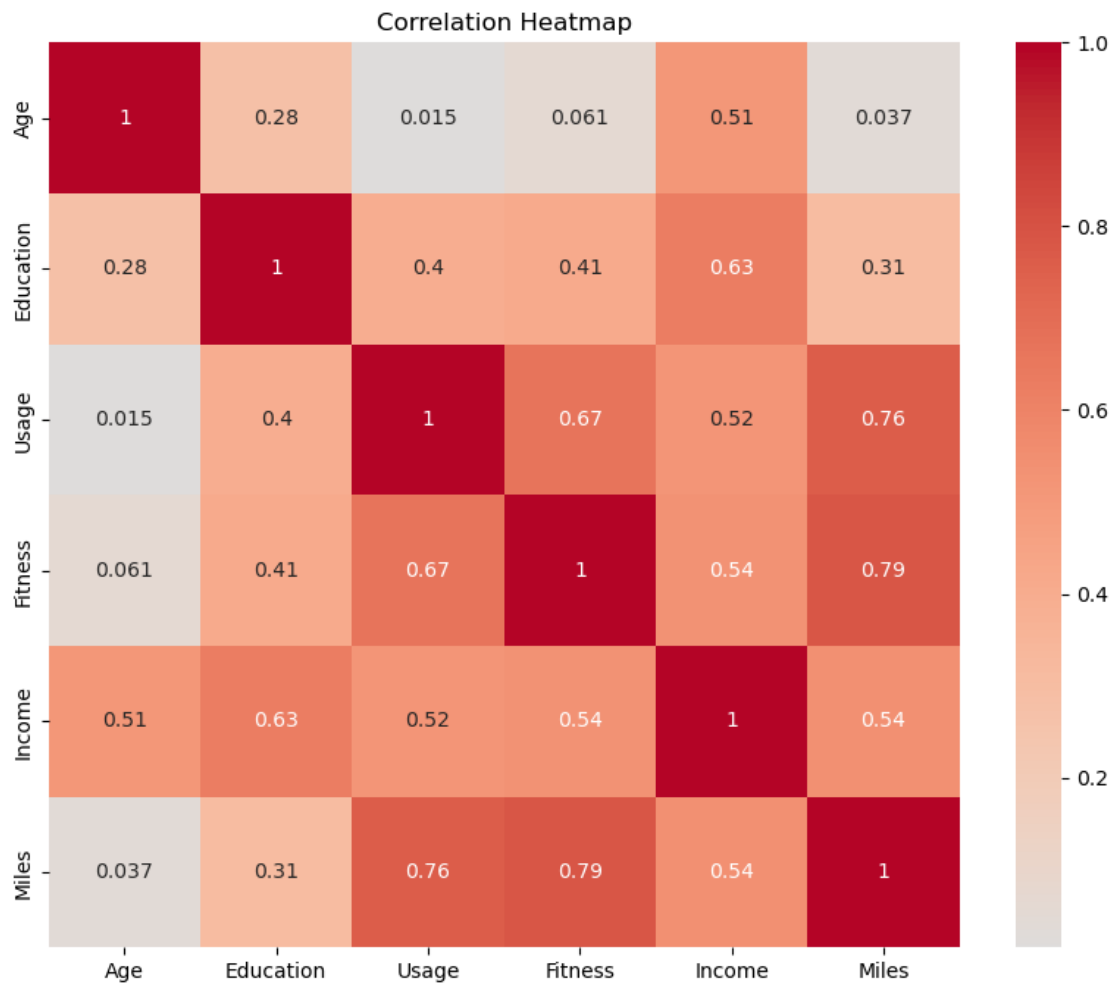 Correlation Heatmap
Age 1 0.28 0.015 0.061 0.51 0.037
Education 0.28 1 0.4 0.41 0.63 0.31
Usage 0.015 0.4 1 0.67 0.52 0.76
Fitness 0.061 0.41 0.67 1 0.54 0.79
Income 0.51 0.63 0.52 0.54 1 0.54
Miles 0.037 0.31 0.76 0.79 0.54 1
Age Education Usage Fitness Income Miles
1.0
0.8
0.6
0.4
0.2